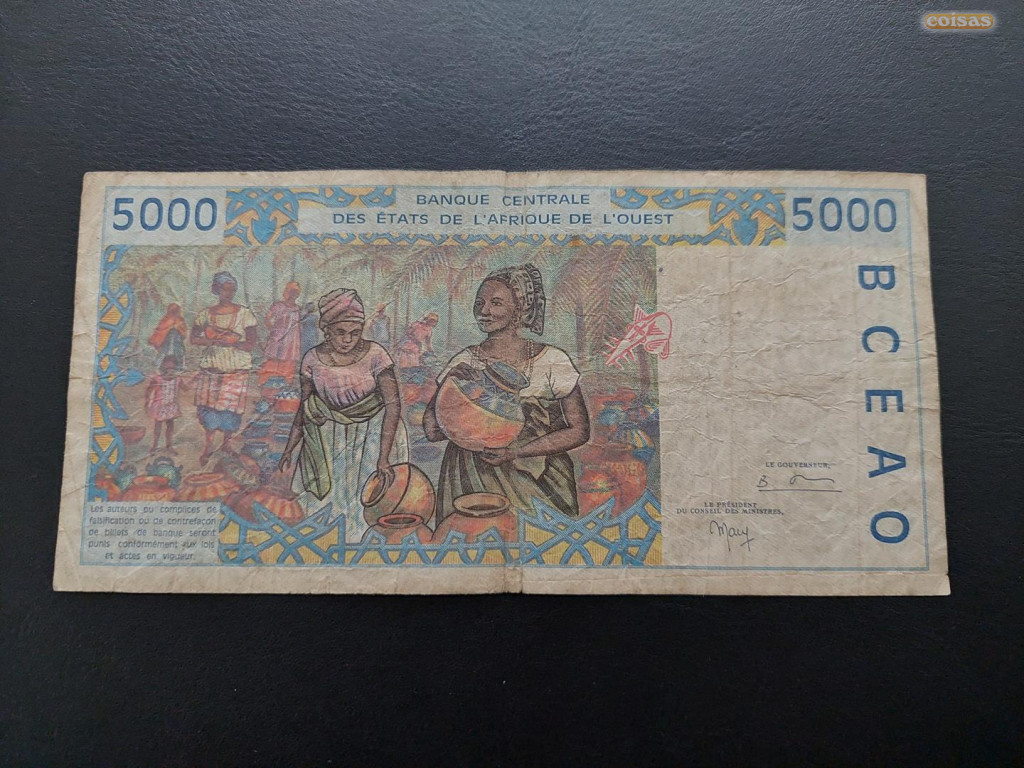 coisas
5000
BANQUE CENTRALE
DES ÉTATS DE L'AFRIQUE DE L'OUEST
5000
BCEAO
LE GOUVERNEUR,
LE PRÉSIDENT
DU CONSEIL DES MINISTRES,
Les auteurs ou complices de
falsification ou de contrefaçon
de billets de banque seront
punis conformément aux lois
et actes en vigueur.